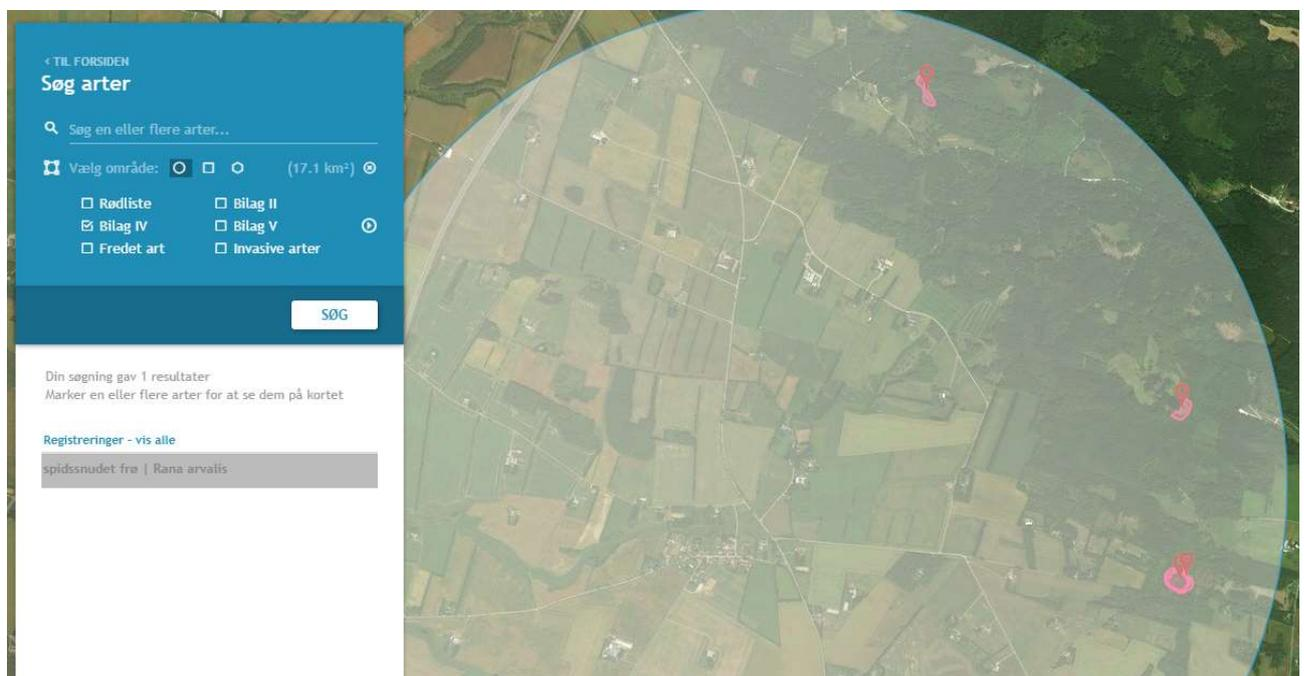 ‹ TIL FORSIDEN
Søg arter
Søg en eller flere arter...
Vælg område: (17.1 km²)
Rødliste Bilag II
Bilag IV Bilag V
Fredet art Invasive arter
SØG
Din søgning gav 1 resultater
Marker en eller flere arter for at se dem på kortet
Registreringer - vis alle
spidssnudet frø | Rana arvalis